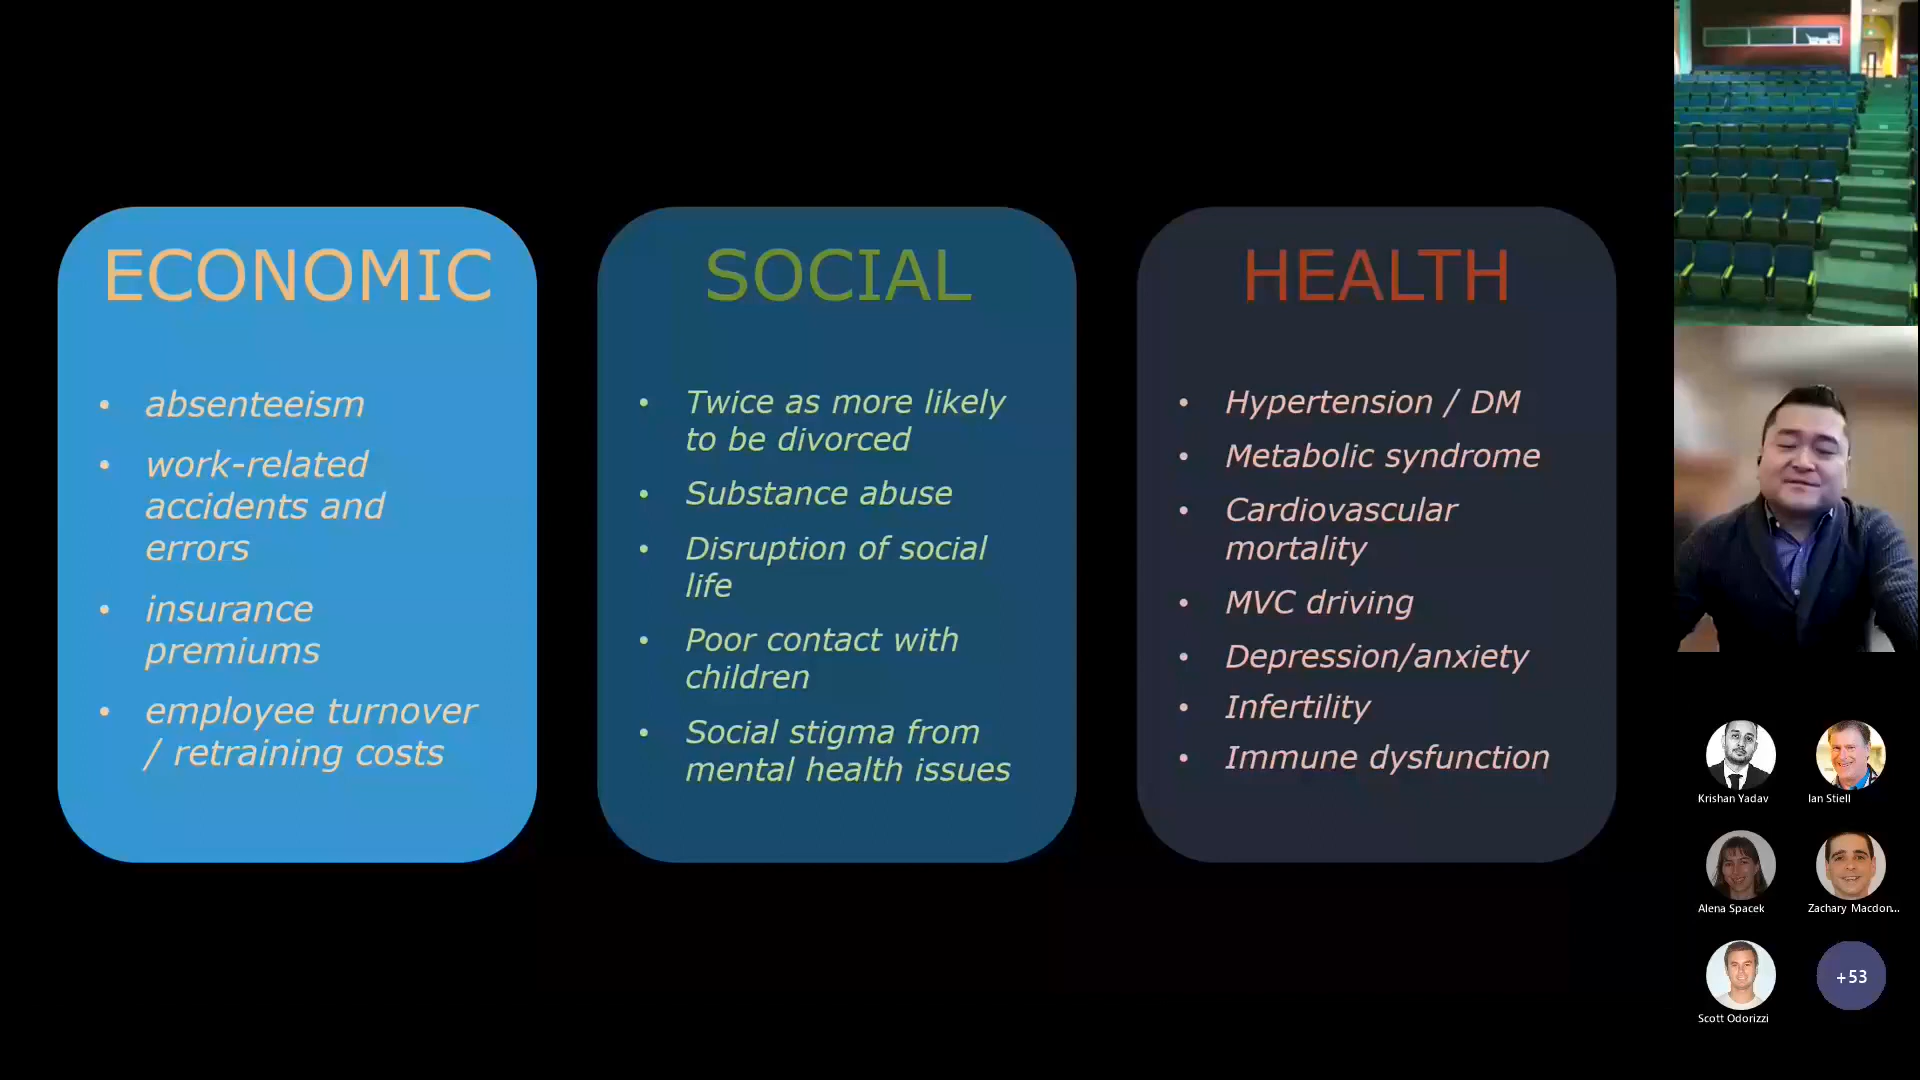 ECONOMIC
• absenteeism
• work-related
accidents and
errors
• insurance
premiums
• employee turnover
/ retraining costs
SOCIAL
• Twice as more likely
to be divorced
• Substance abuse
• Disruption of social
life
• Poor contact with
children
• Social stigma from
mental health issues
HEALTH
• Hypertension / DM
• Metabolic syndrome
• Cardiovascular
mortality
• MVC driving
• Depression/anxiety
• Infertility
• Immune dysfunction
Krishan Yadav
Ian Stiell
Alena Spacek
Zachary Macdon...
Scott Odorizzi
+53